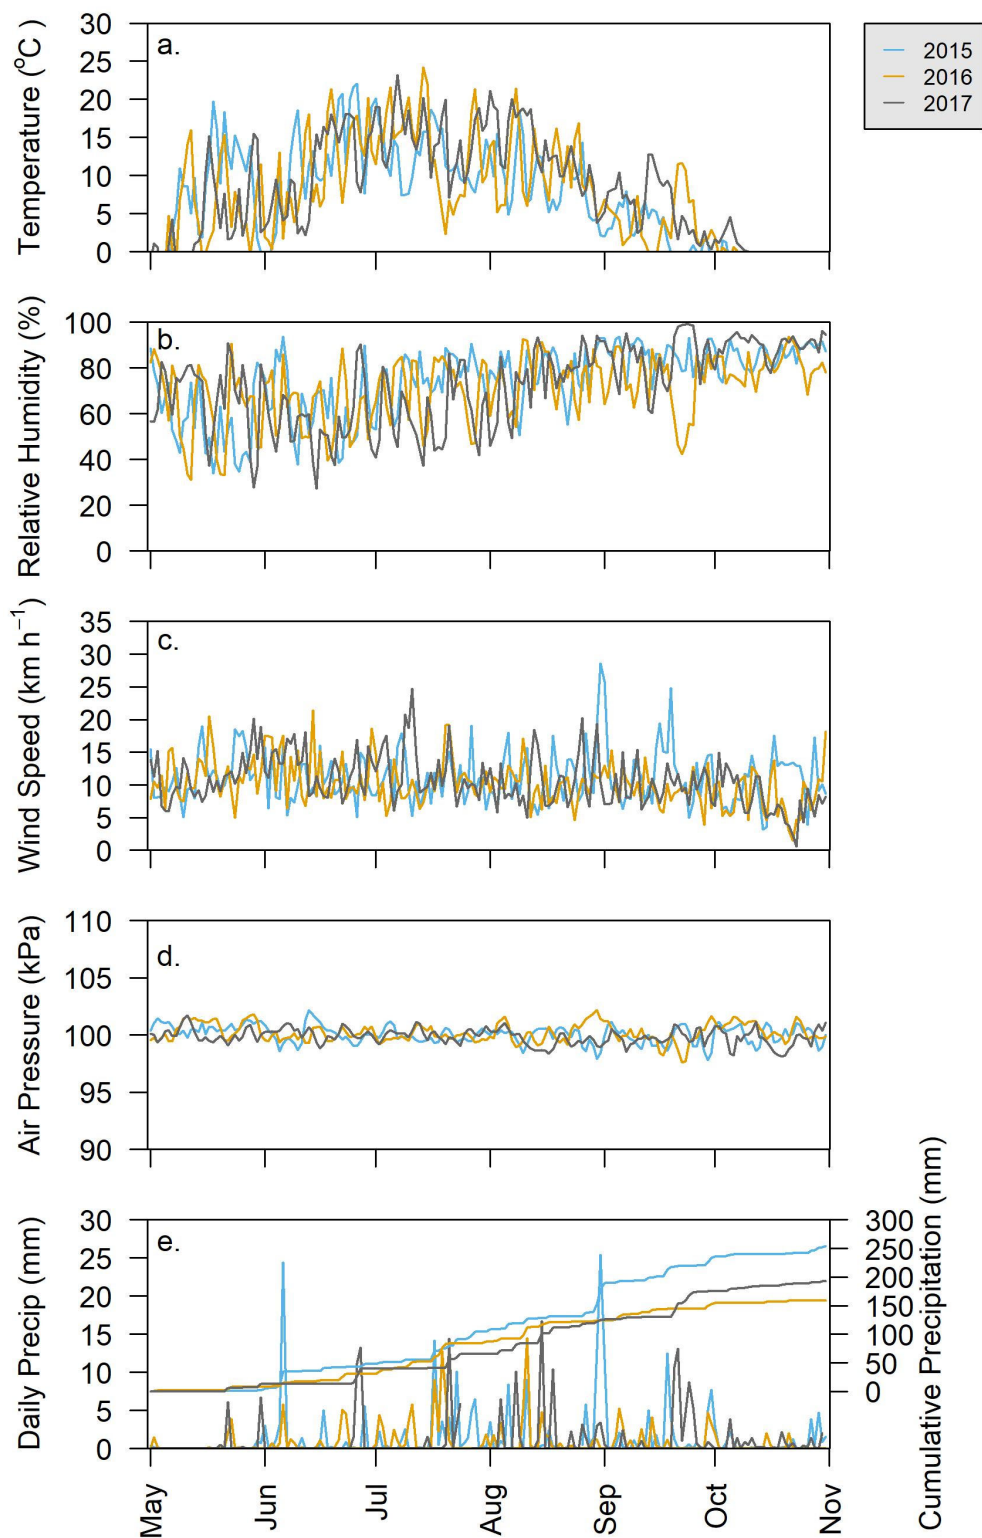 a.
Temperature (°C)
30
25
20
15
10
5
0
2015
2016
2017
b.
Relative Humidity (%)
100
80
60
40
20
0
c.
Wind Speed (km h⁻¹)
35
30
25
20
15
10
5
0
d.
Air Pressure (kPa)
110
105
100
95
90
e.
Daily Precip (mm)
30
25
20
15
10
5
0
Cumulative Precipitation (mm)
300
250
200
150
100
50
0
May
Jun
Jul
Aug
Sep
Oct
Nov